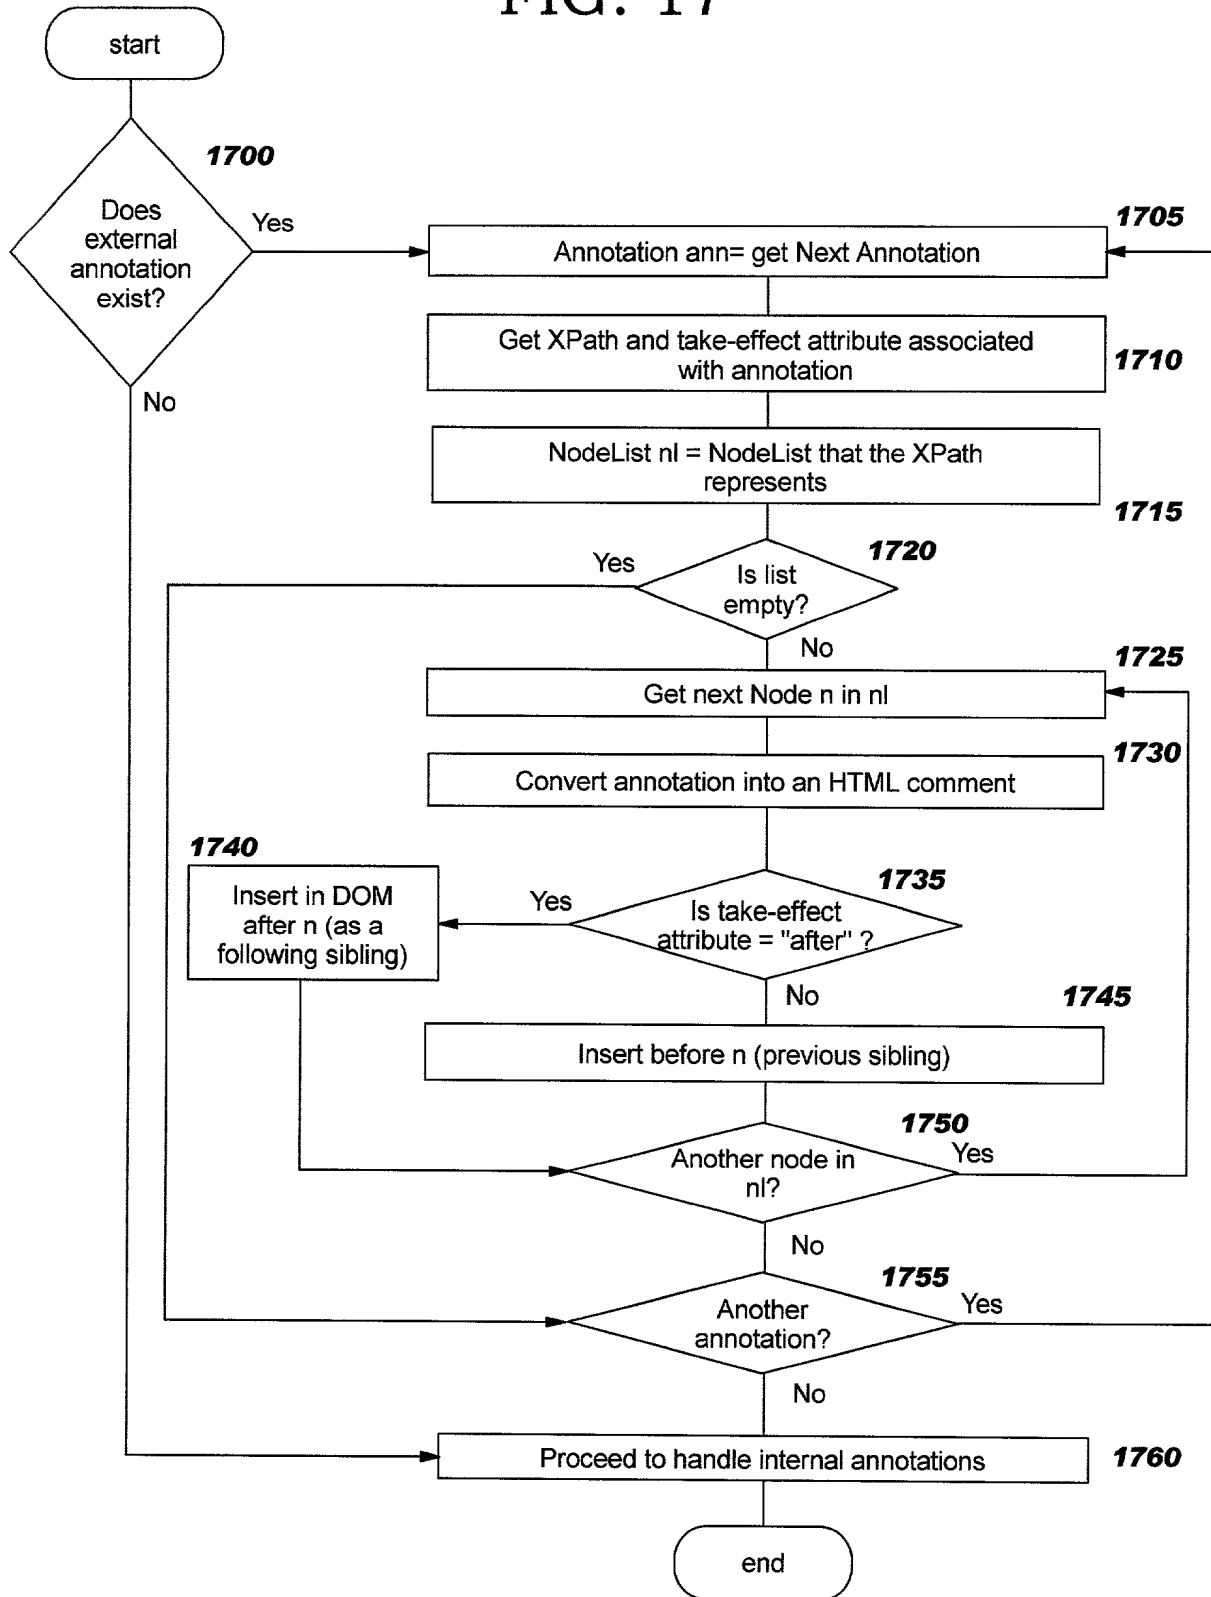 FIG. 17
start
1700
Does
external
annotation
exist?
Yes
No
1705
Annotation ann= get Next Annotation
Get XPath and take-effect attribute associated
with annotation
1710
NodeList nl = NodeList that the XPath
represents
1715
1720
Yes
Is list
empty?
No
1725
Get next Node n in nl
1730
Convert annotation into an HTML comment
1740
Insert in DOM
after n (as a
following sibling)
Yes
1735
Is take-effect
attribute = "after" ?
No
1745
Insert before n (previous sibling)
1750
Another node in
nl?
Yes
No
1755
Another
annotation?
Yes
No
Proceed to handle internal annotations
1760
end